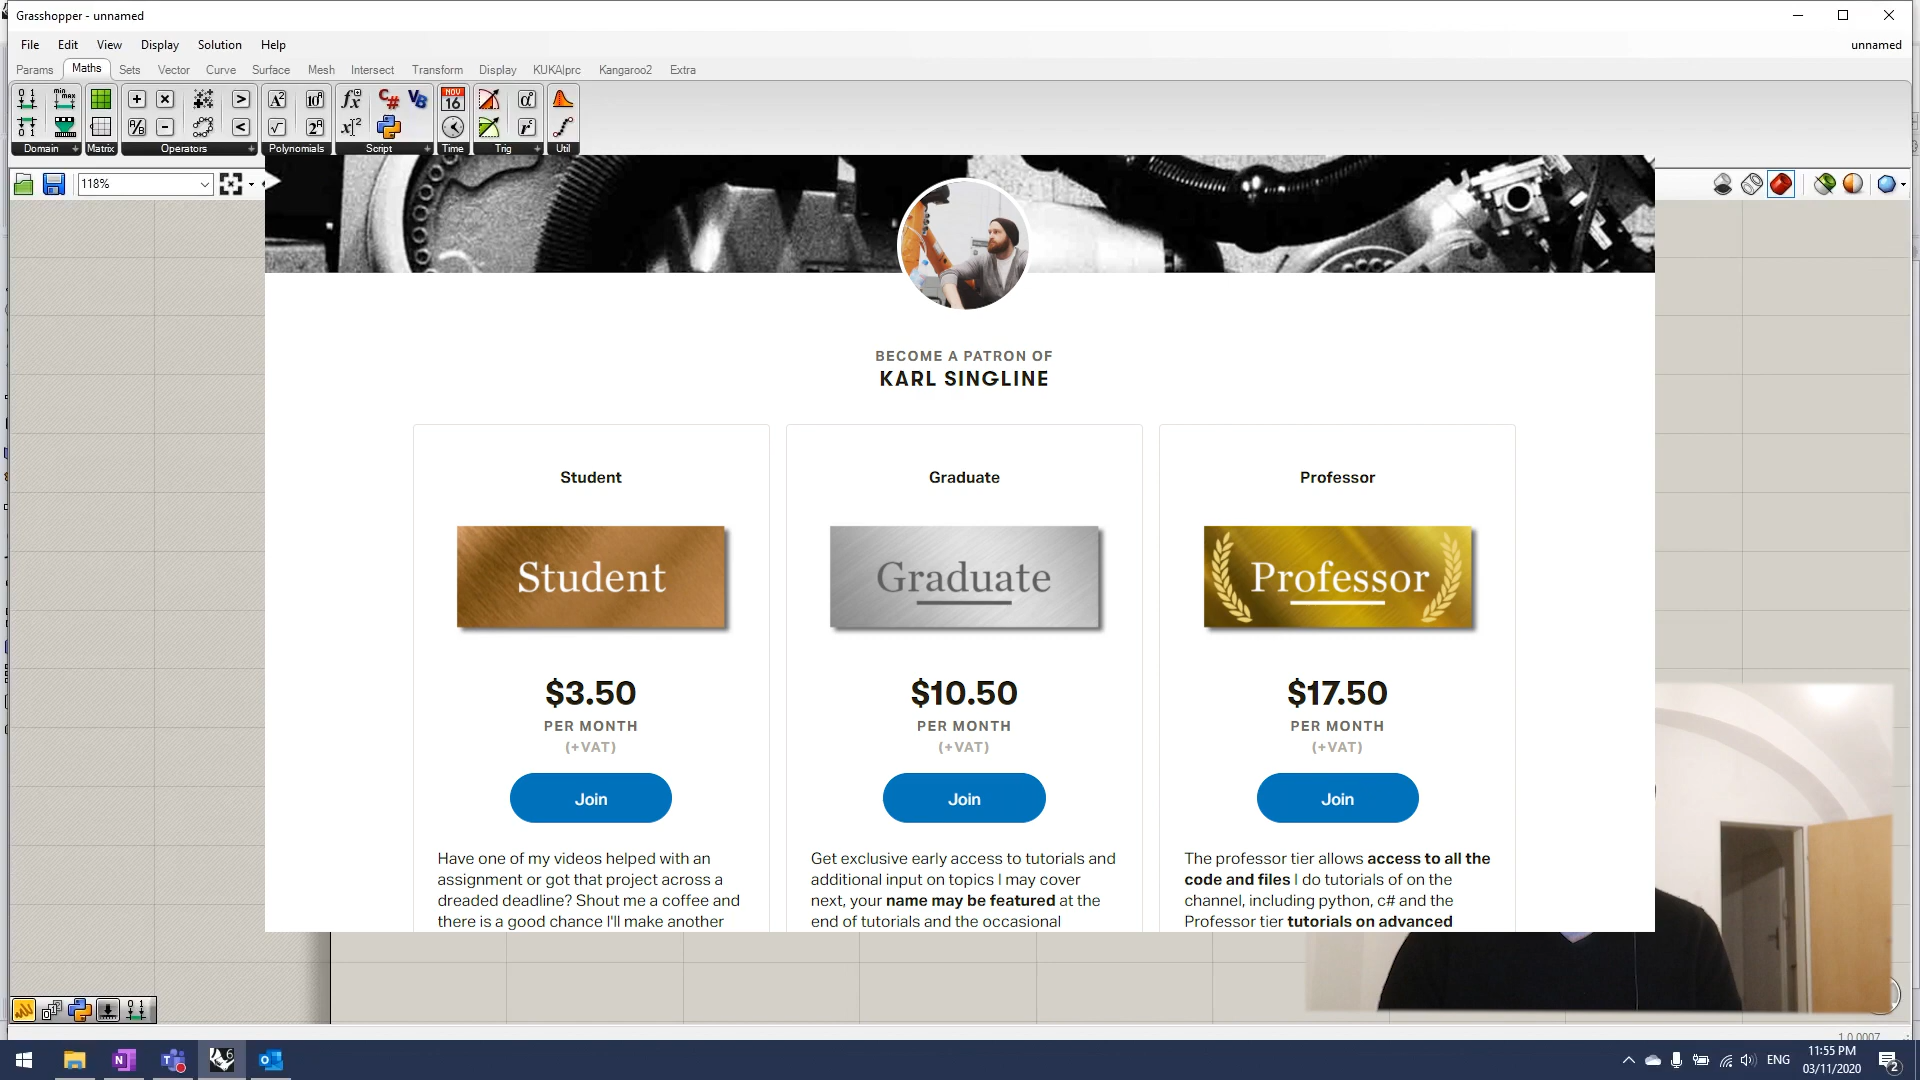 Grasshopper - unnamed
File Edit View Display Solution Help
unnamed
Params Maths Sets Vector Curve Surface Mesh Intersect Transform Display KUKA|prc Kangaroo2 Extra
Domain Matrix Operators Polynomials Script Time Trig Util
118%
BECOME A PATRON OF
KARL SINGLINE
Student
Graduate
Professor
Student
Graduate
Professor
$3.50
PER MONTH
(+VAT)
Join
$10.50
PER MONTH
(+VAT)
Join
$17.50
PER MONTH
(+VAT)
Join
Have one of my videos helped with an
assignment or got that project across a
dreaded deadline? Shout me a coffee and
there is a good chance I'll make another
Get exclusive early access to tutorials and
additional input on topics I may cover
next, your name may be featured at the
end of tutorials and the occasional
The professor tier allows access to all the
code and files I do tutorials of on the
channel, including python, c# and the
Professor tier tutorials on advanced
1.0.0007
ENG
11:55 PM
03/11/2020